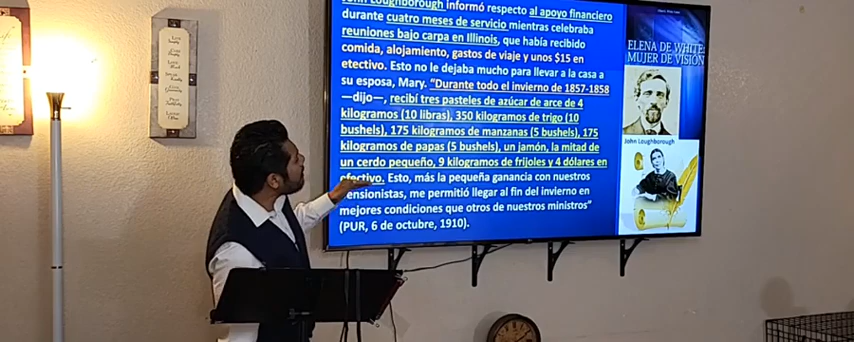 John Loughborough informó respecto al apoyo financiero
durante cuatro meses de servicio mientras celebraba
reuniones bajo carpa en Illinois, que había recibido
comida, alojamiento, gastos de viaje y unos $15 en
efectivo. Esto no le dejaba mucho para llevar a la casa a
su esposa, Mary. “Durante todo el invierno de 1857-1858
—dijo—, recibí tres pasteles de azúcar de arce de 4
kilogramos (10 libras), 350 kilogramos de trigo (10
bushels), 175 kilogramos de manzanas (5 bushels), 175
kilogramos de papas (5 bushels), un jamón, la mitad de
un cerdo pequeño, 9 kilogramos de frijoles y 4 dólares en
efectivo. Esto, más la pequeña ganancia con nuestros
pensionistas, me permitió llegar al fin del invierno en
mejores condiciones que otros de nuestros ministros”
(PUR, 6 de octubre, 1910).
ELENA DE WHITE:
MUJER DE VISIÓN
John Loughborough